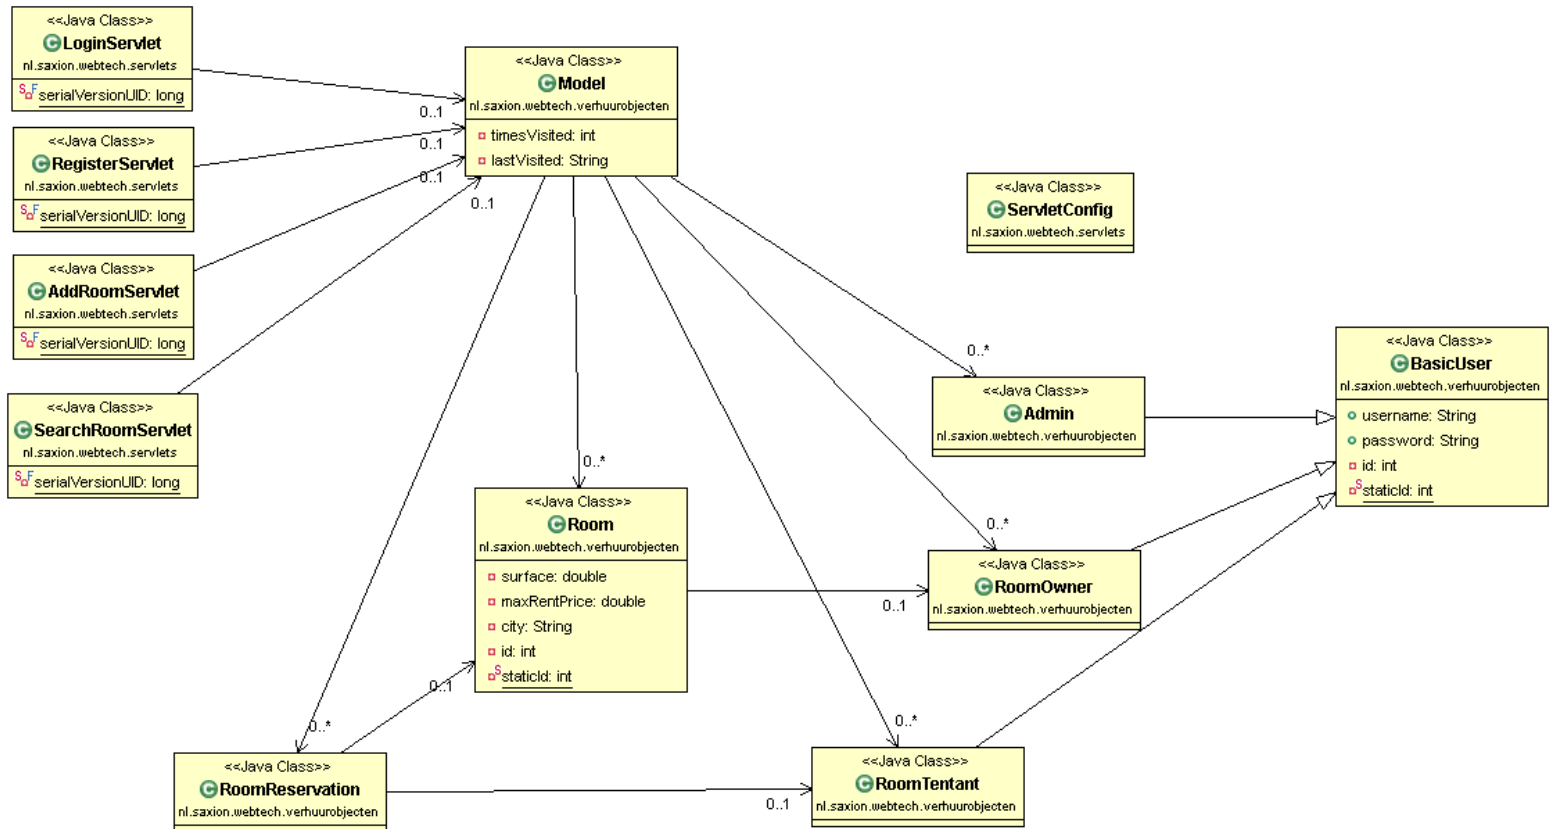 <<Java Class>>
LoginServlet
nl.saxion.webtech.servlets
serialVersionUID: long
<<Java Class>>
RegisterServlet
nl.saxion.webtech.servlets
serialVersionUID: long
<<Java Class>>
AddRoomServlet
nl.saxion.webtech.servlets
serialVersionUID: long
<<Java Class>>
SearchRoomServlet
nl.saxion.webtech.servlets
serialVersionUID: long
0..1
0..1
0..1
0..1
<<Java Class>>
Model
nl.saxion.webtech.verhuurobjecten
timesVisited: int
lastVisited: String
<<Java Class>>
ServletConfig
nl.saxion.webtech.servlets
0..*
<<Java Class>>
Admin
nl.saxion.webtech.verhuurobjecten
<<Java Class>>
BasicUser
nl.saxion.webtech.verhuurobjecten
username: String
password: String
id: int
staticId: int
0..*
<<Java Class>>
Room
nl.saxion.webtech.verhuurobjecten
surface: double
maxRentPrice: double
city: String
id: int
staticId: int
0..*
0..1
<<Java Class>>
RoomOwner
nl.saxion.webtech.verhuurobjecten
0..1
0..*
<<Java Class>>
RoomReservation
nl.saxion.webtech.verhuurobjecten
0..*
0..1
<<Java Class>>
RoomTentant
nl.saxion.webtech.verhuurobjecten